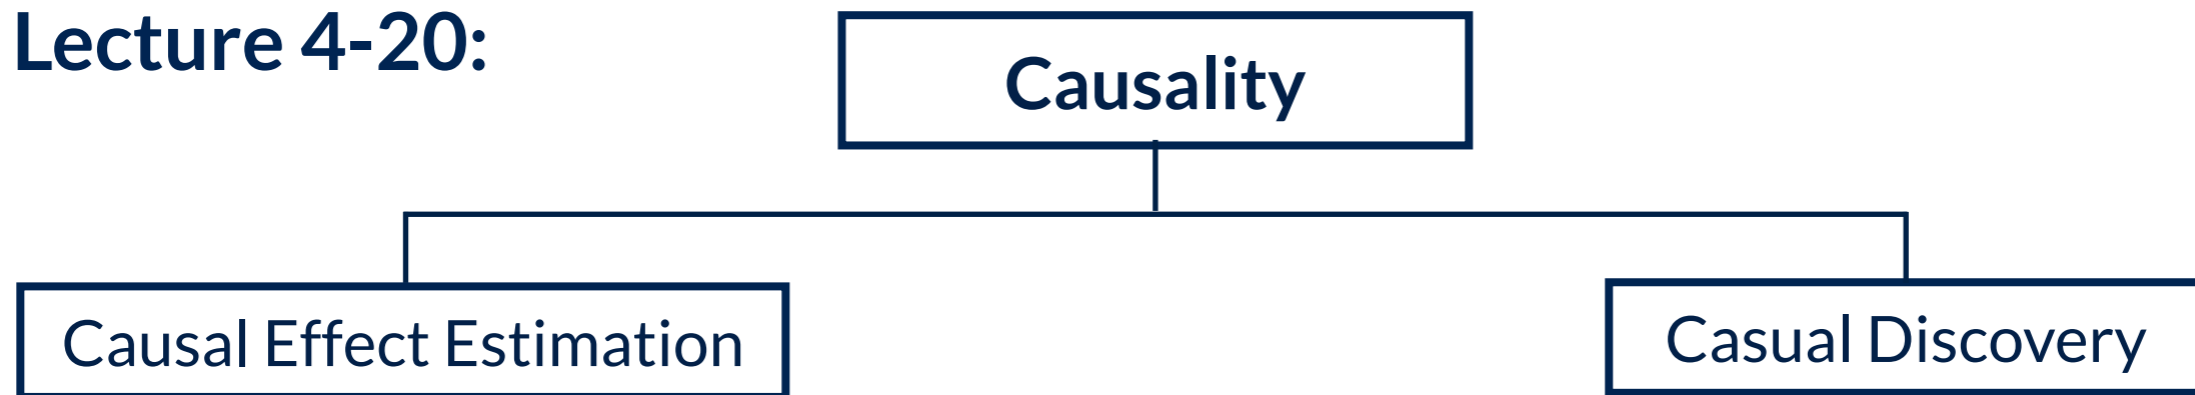 Lecture 4-20:
Causality
Causal Effect Estimation
Casual Discovery